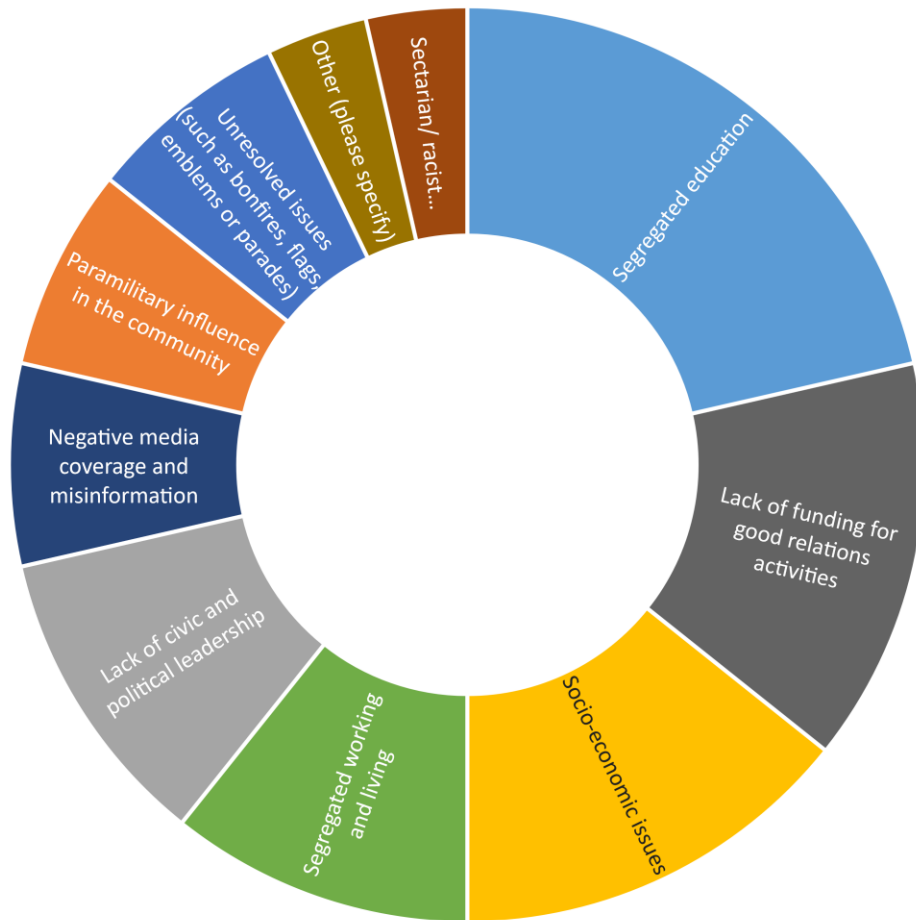 Segregated education
Lack of funding for
good relations
activities
Socio-economic issues
Segregated working
and living
Lack of civic and
political leadership
Negative media
coverage and
misinformation
Paramilitary influence
in the community
Unresolved issues
(such as bonfires, flags,
emblems or parades)
Other (please specify)
Sectarian/ racist...